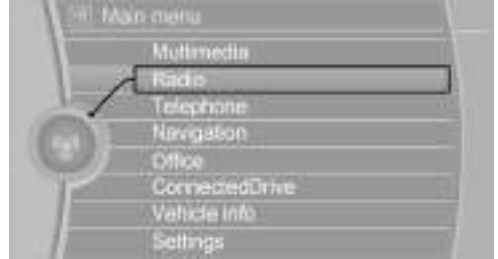 Main menu
Multimedia
Radio
Telephone
Navigation
Office
ConnectedDrive
Vehicle Info
Settings